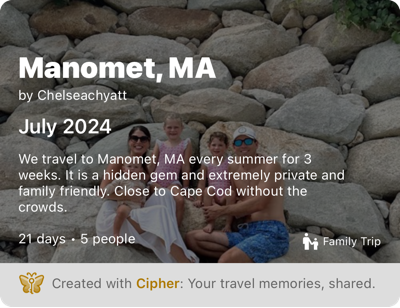 Manomet, MA
by Chelseachyatt
July 2024
We travel to Manomet, MA every summer for 3
weeks. It is a hidden gem and extremely private and
family friendly. Close to Cape Cod without the
crowds.
21 days • 5 people
Family Trip
Created with Cipher: Your travel memories, shared.